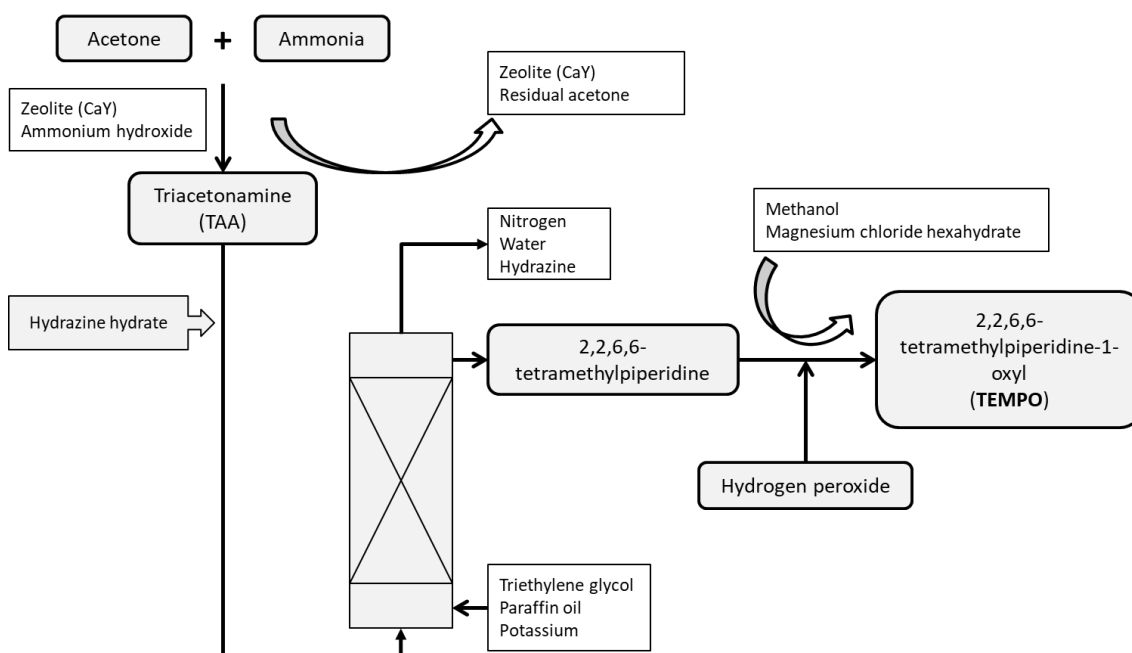 Acetone
+
Ammonia
Zeolite (CaY)
Ammonium hydroxide
Zeolite (CaY)
Residual acetone
Triacetonamine
(TAA)
Nitrogen
Water
Hydrazine
Methanol
Magnesium chloride hexahydrate
Hydrazine hydrate
2,2,6,6-
tetramethylpiperidine
2,2,6,6-
tetramethylpiperidine-1-
oxyl
(TEMPO)
Hydrogen peroxide
Triethylene glycol
Paraffin oil
Potassium